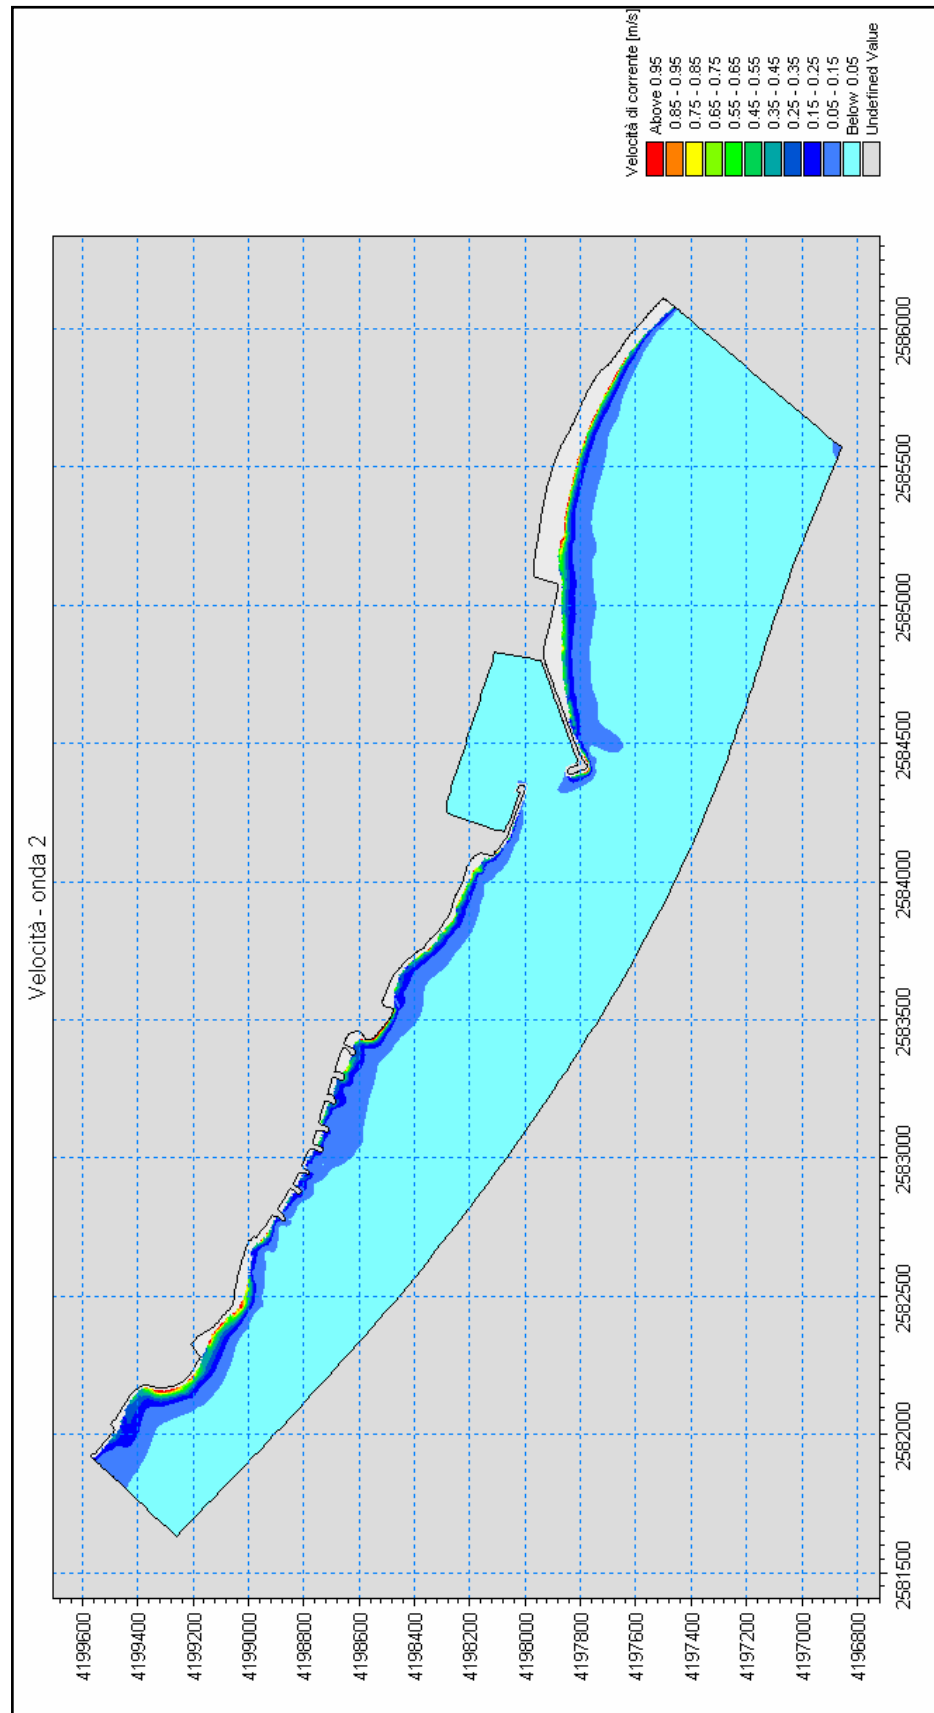 Velocità - onda 2
4199600
4199400
4199200
4199000
4198800
4198600
4198400
4198200
4198000
4197800
4197600
4197400
4197200
4197000
4196800
2581500
2582000
2582500
2583000
2583500
2584000
2584500
2585000
2585500
2586000
Velocità di corrente [m/s]
Above 0.95
0.85 - 0.95
0.75 - 0.85
0.65 - 0.75
0.55 - 0.65
0.45 - 0.55
0.35 - 0.45
0.25 - 0.35
0.15 - 0.25
0.05 - 0.15
Below 0.05
Undefined Value